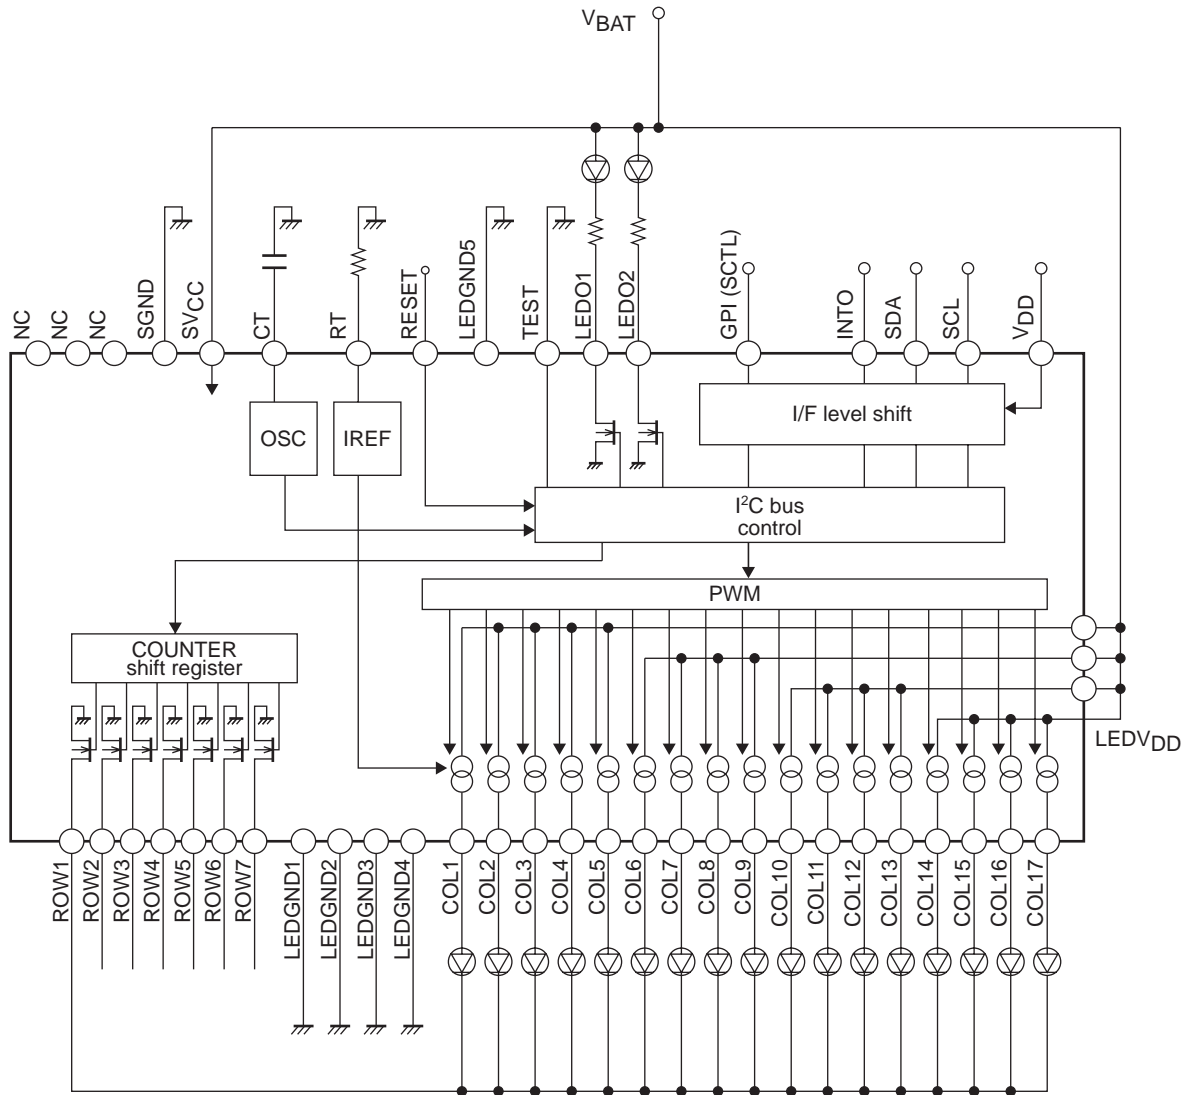 VBAT
NC
NC
NC
SGND
SVCC
CT
RT
RESET
LEDGND5
TEST
LEDO1
LEDO2
GPI (SCTL)
INTO
SDA
SCL
VDD
OSC
IREF
I/F level shift
I²C bus
control
PWM
COUNTER
shift register
LEDVDD
ROW1
ROW2
ROW3
ROW4
ROW5
ROW6
ROW7
LEDGND1
LEDGND2
LEDGND3
LEDGND4
COL1
COL2
COL3
COL4
COL5
COL6
COL7
COL8
COL9
COL10
COL11
COL12
COL13
COL14
COL15
COL16
COL17